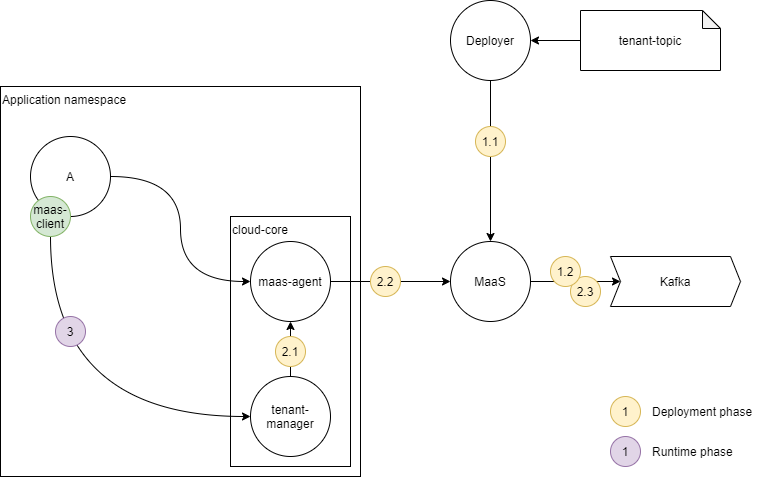 Deployer
tenant-topic
Application namespace
1.1
A
maas-
client
cloud-core
maas-agent
2.2
MaaS
1.2
2.3
Kafka
3
2.1
tenant-
manager
1 Deployment phase
1 Runtime phase